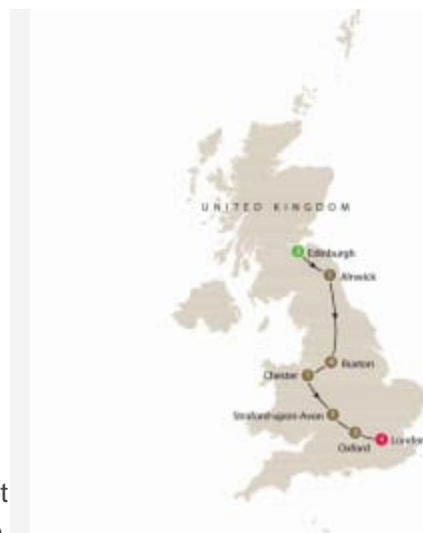 UNITED KINGDOM
Edinburgh
Alnwick
Buxton
Chester
Stratford-upon-Avon
Oxford
London
t